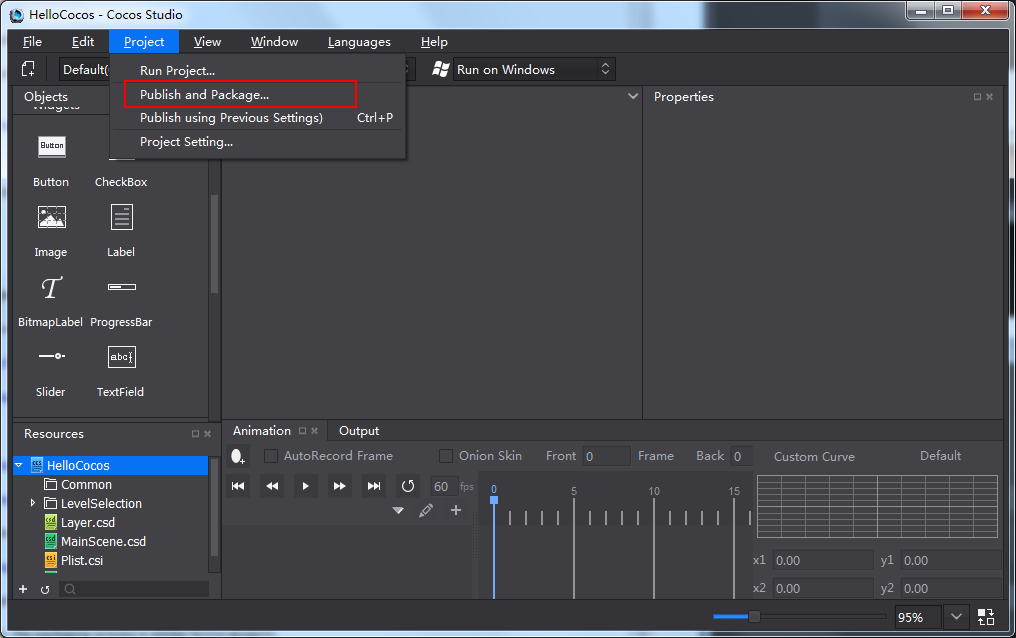 HelloCocos - Cocos Studio
File Edit Project View Window Languages Help
Default( Run on Windows
Run Project...
Publish and Package...
Publish using Previous Settings) Ctrl+P
Project Setting...
Objects
Widgets
Button
Button CheckBox
Image Label
BitmapLabel ProgressBar
abc
Slider TextField
Properties
Resources
HelloCocos
Common
LevelSelection
Layer.csd
MainScene.csd
Plist.csi
Animation Output
AutoRecord Frame Onion Skin Front 0 Frame Back 0
60 fps
0 5 10 15
Custom Curve Default
x1 0.00 y1 0.00
x2 0.00 y2 0.00
95%